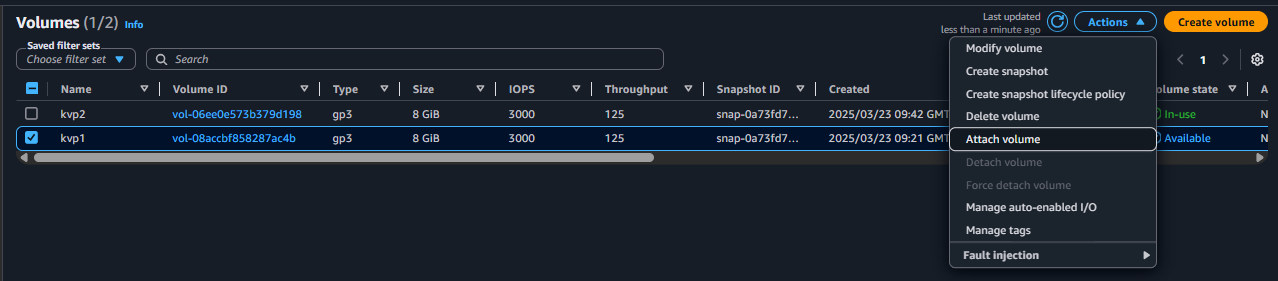 Volumes (1/2) Info
Last updated
less than a minute ago
Actions
Create volume
Saved filter sets
Choose filter set
Search
1
Name Volume ID Type Size IOPS Throughput Snapshot ID Created olume state A
kvp2 vol-06ee0e573b379d198 gp3 8 GiB 3000 125 snap-0a73fd7... 2025/03/23 09:42 GMT In-use N
kvp1 vol-08accbf858287ac4b gp3 8 GiB 3000 125 snap-0a73fd7... 2025/03/23 09:21 GMT Available N
Modify volume
Create snapshot
Create snapshot lifecycle policy
Delete volume
Attach volume
Detach volume
Force detach volume
Manage auto-enabled I/O
Manage tags
Fault injection